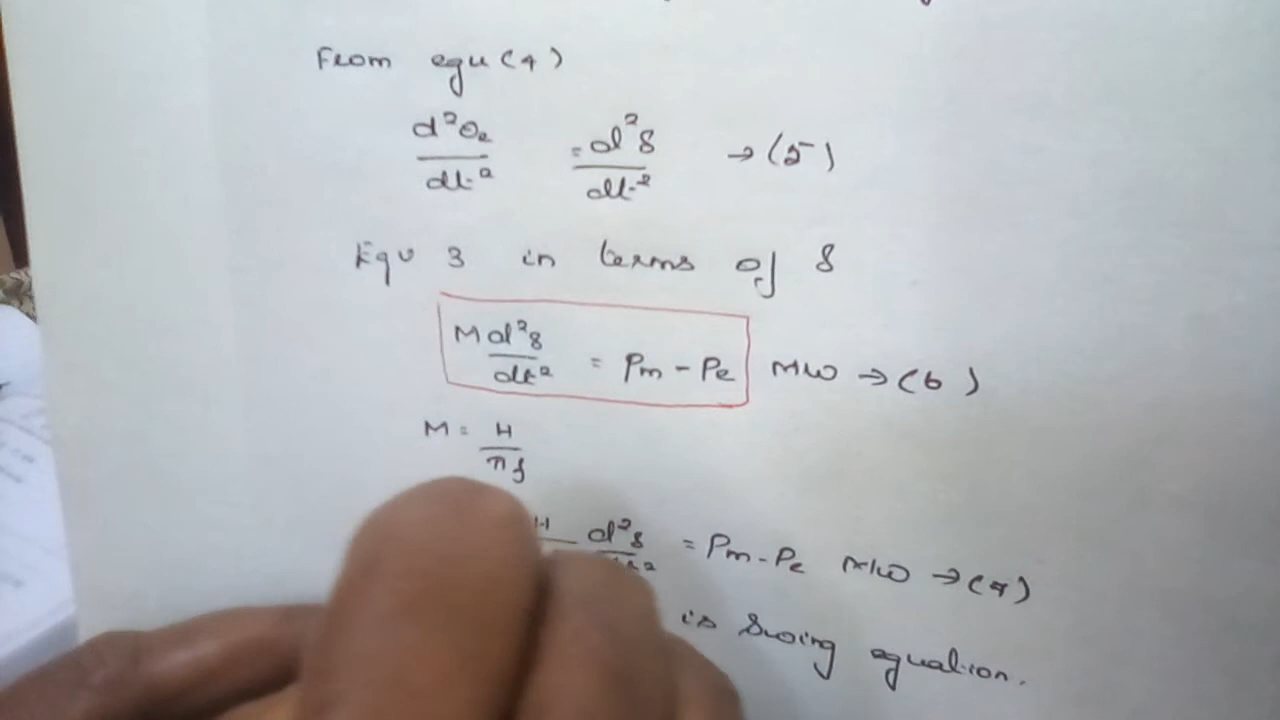 From equ (4)
d²θe/dt² = d²δ/dt² → (5)
Equ 3 in terms of δ
M d²δ/dt² = Pm - Pe MW → (6)
M = H/πf
H d²δ/dt² = Pm - Pe MW → (7)
is Swing equation.